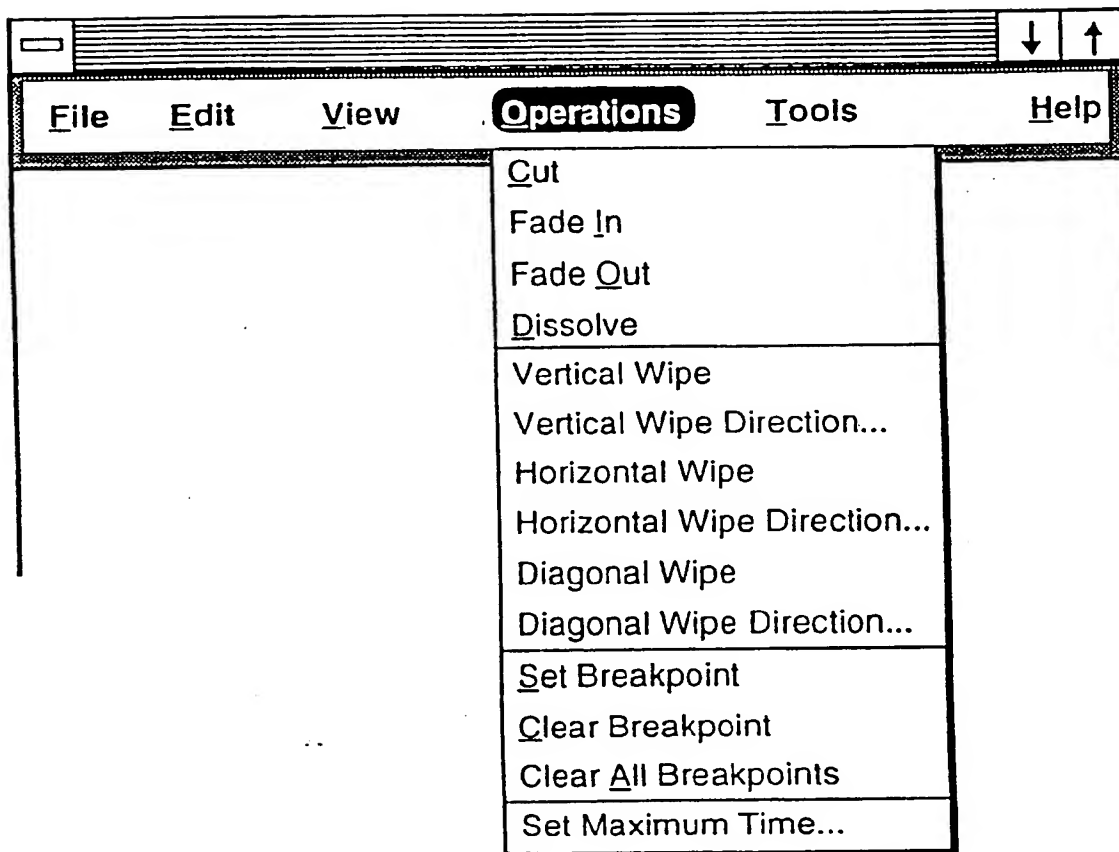 File Edit View Operations Tools Help
Cut
Fade In
Fade Out
Dissolve
Vertical Wipe
Vertical Wipe Direction...
Horizontal Wipe
Horizontal Wipe Direction...
Diagonal Wipe
Diagonal Wipe Direction...
Set Breakpoint
Clear Breakpoint
Clear All Breakpoints
Set Maximum Time...